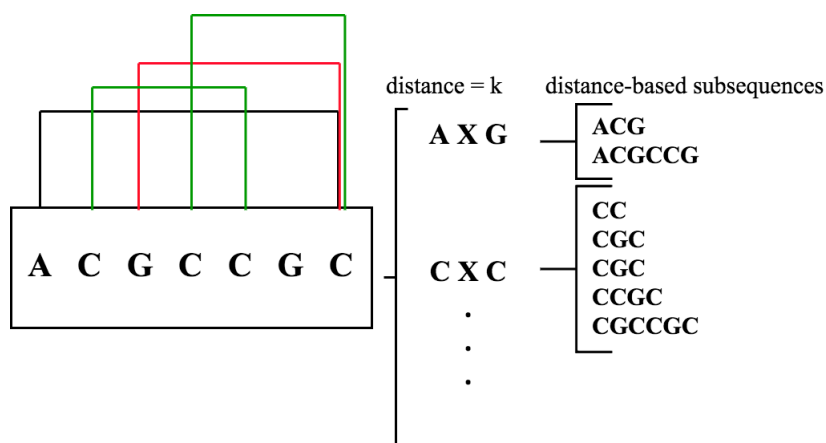 distance = k
distance-based subsequences
A X G
ACG
ACGCCG
A C G C C G C
C X C
CC
CGC
CGC
CCGC
CGCCGC